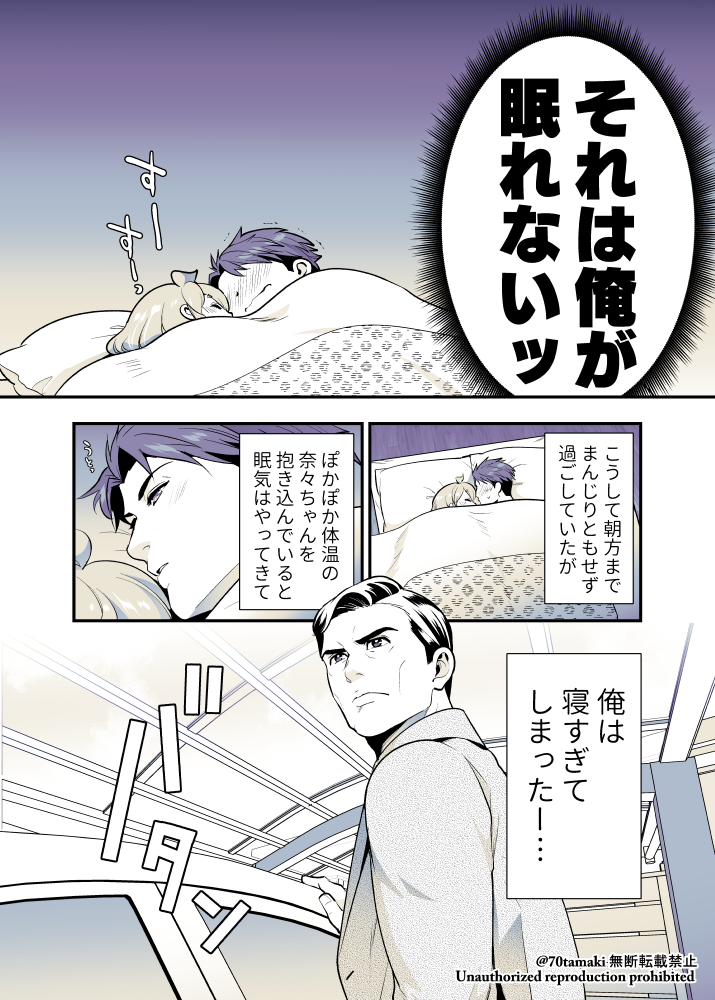 それは俺が
眠れないッ
すー
すーっ
こうして朝方まで
まんじりともせず
過ごしていたが
ぽかぽか体温の
奈々ちゃんを
抱き込んでいると
眠気はやってきて
うと…
俺は
寝すぎて
しまったー…
バタン
@70tamaki 無断転載禁止
Unauthorized reproduction prohibited